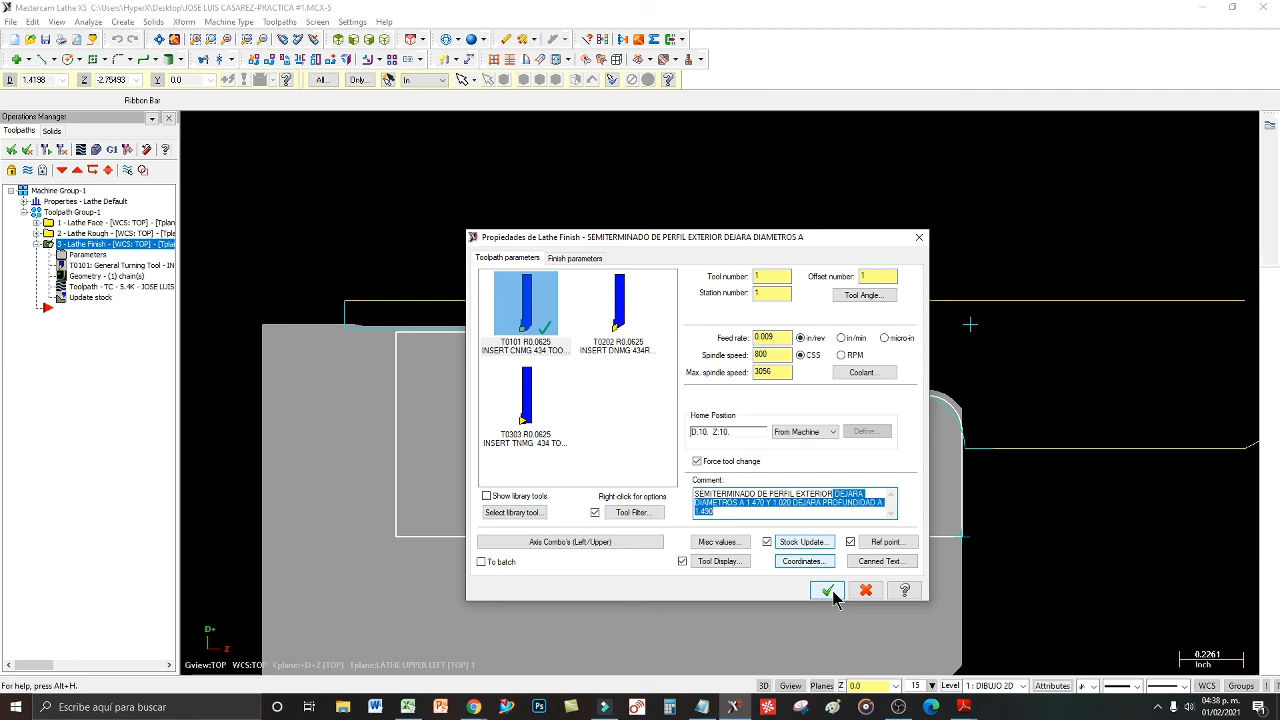 Mastercam Lathe X5 C:\Users\HyperX\Desktop\JOSE LUIS CASAREZ-PRACTICA #1.MCX-5
File Edit View Analyze Create Solids Xform Machine Type Toolpaths Screen Settings Help
D 1.4198 Z -2.75493 Y 0.0 All... Only... In
Ribbon Bar
Operations Manager
Toolpaths Solids
G1
Machine Group-1
Properties - Lathe Default
Toolpath Group-1
1 - Lathe Face - [WCS: TOP] - [Tplan
2 - Lathe Rough - [WCS: TOP] - [Tpla
3 - Lathe Finish - [WCS: TOP] - [Tpla
Parameters
T0101: General Turning Tool - IN
Geometry - (1) chain(s)
Toolpath - TC - 5.4K - JOSE LUIS
Update stock
Propiedades de Lathe Finish - SEMITERMINADO DE PERFIL EXTERIOR DEJARA DIAMETROS A
Toolpath parameters Finish parameters
T0101 R0.0625
INSERT CNMG 434 TOO...
T0202 R0.0625
INSERT DNMG 434R...
T0303 R0.0625
INSERT TNMG 434 TO...
Show library tools Right-click for options
Select library tool... Tool Filter...
Axis Combo's (Left/Upper)
To batch
Tool number: 1 Offset number: 1
Station number: 1 Tool Angle...
Feed rate: 0.009 in/rev in/min micro-in
Spindle speed: 800 CSS RPM
Max. spindle speed: 3056 Coolant...
Home Position
D:10. Z:10. From Machine Define...
Force tool change
Comment:
SEMITERMINADO DE PERFIL EXTERIOR DEJARA
DIAMETROS A 1.470 Y 1.020 DEJARA PROFUNDIDAD A
1.490
Misc values... Stock Update... Ref point...
Tool Display... Coordinates... Canned Text...
D+
Z
Gview:TOP WCS:TOP Cplane:+D+Z [TOP] Tplane:LATHE UPPER LEFT [TOP] 1
0.2261
Inch
For help, press Alt+H.
3D Gview Planes Z 0.0 15 Level 1 : DIBUJO 2D Attributes WCS Groups ?
Escribe aquí para buscar
04:38 p. m.
01/02/2021